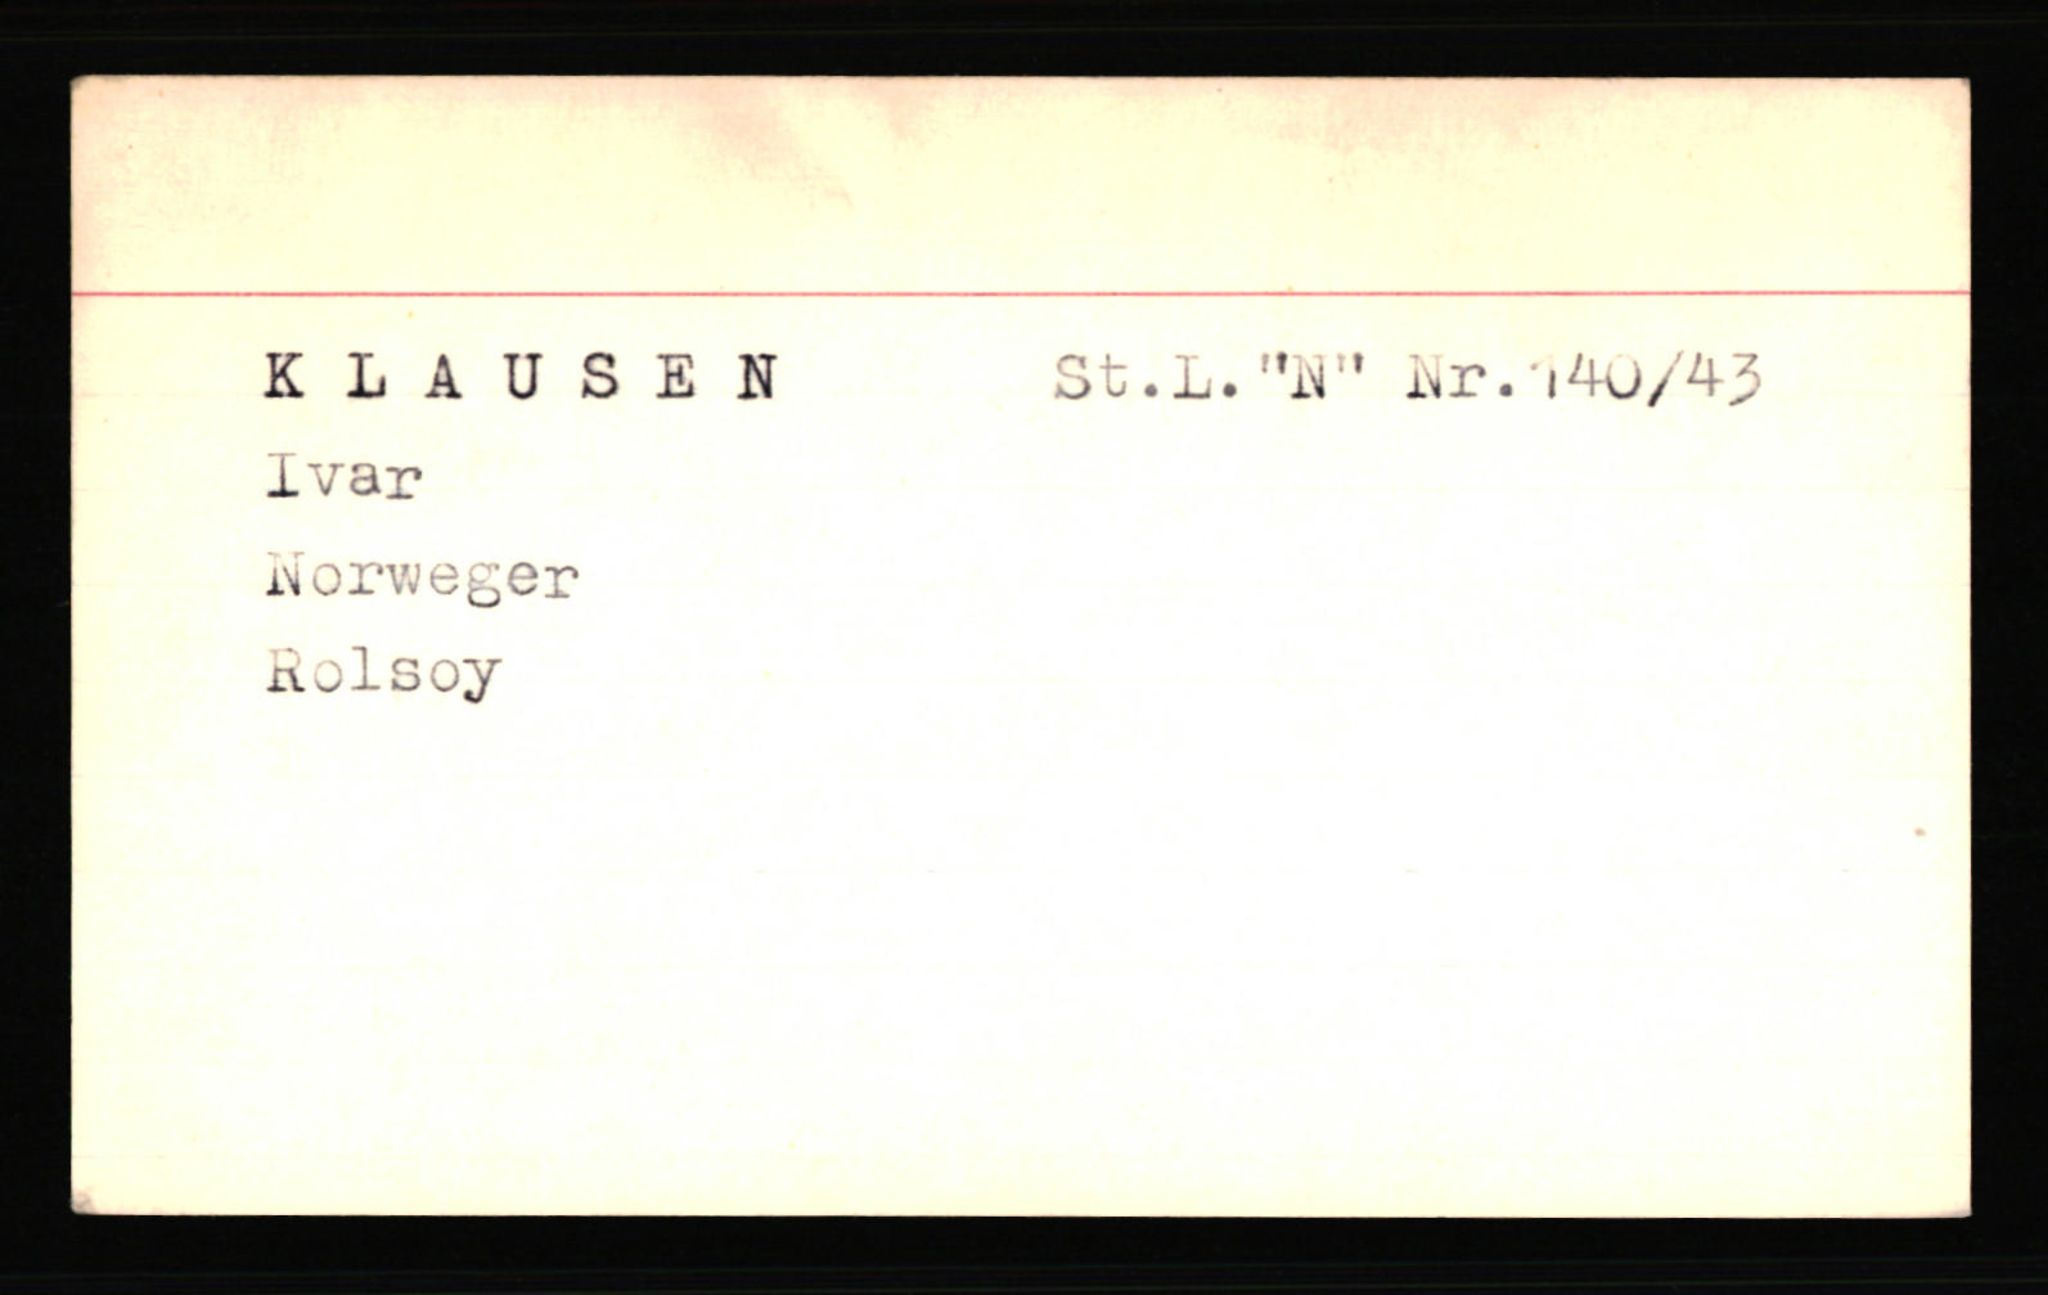 K L A U S E N St.L."N" Nr.140/43
Ivar
Norweger
Rolsoy